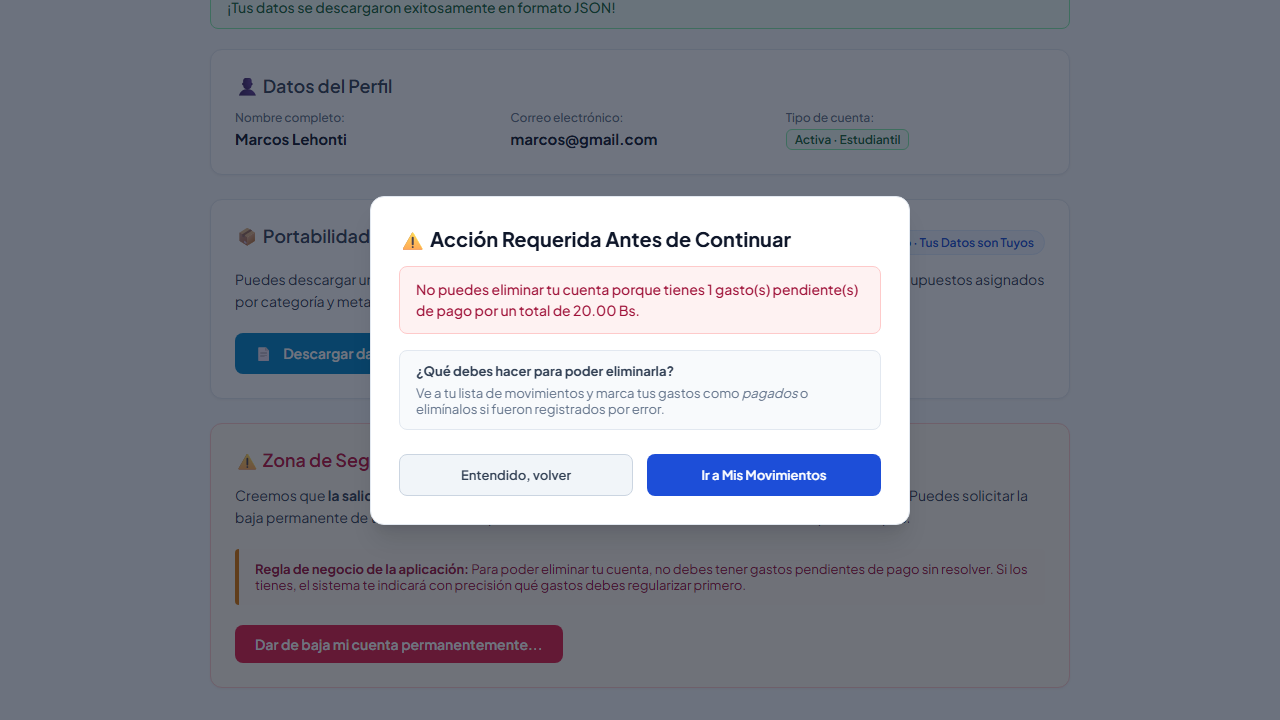 ¡Tus datos se descargaron exitosamente en formato JSON!
Datos del Perfil
Nombre completo:
Marcos Lehonti
Correo electrónico:
marcos@gmail.com
Tipo de cuenta:
Activa · Estudiantil
Portabilidad
· Tus Datos son Tuyos
Puedes descargar
upuestos asignados
por categoría y meta
Descargar
Acción Requerida Antes de Continuar
No puedes eliminar tu cuenta porque tienes 1 gasto(s) pendiente(s)
de pago por un total de 20.00 Bs.
¿Qué debes hacer para poder eliminarla?
Ve a tu lista de movimientos y marca tus gastos como pagados o
elimínalos si fueron registrados por error.
Entendido, volver
Ir a Mis Movimientos
Zona de Seg
Creemos que la salid
Puedes solicitar la
baja permanente de
Regla de negocio de la aplicación: Para poder eliminar tu cuenta, no debes tener gastos pendientes de pago sin resolver. Si los
tienes, el sistema te indicará con precisión qué gastos debes regularizar primero.
Dar de baja mi cuenta permanentemente...